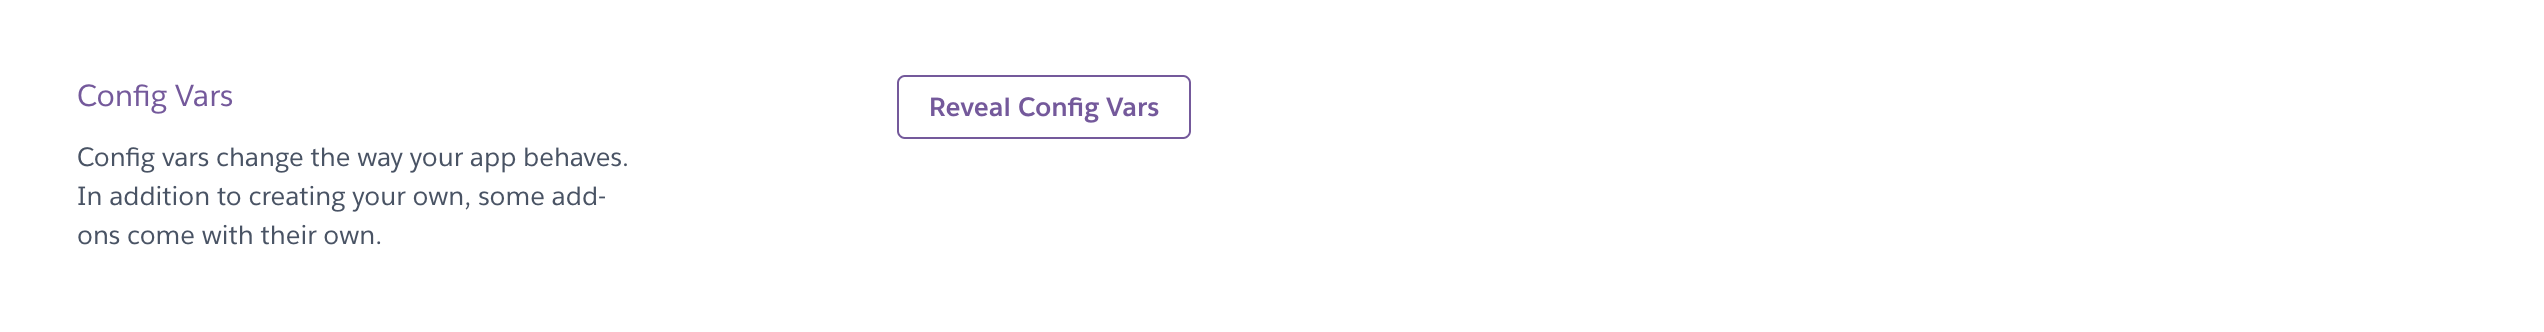 Config Vars
Reveal Config Vars
Config vars change the way your app behaves.
In addition to creating your own, some add-
ons come with their own.